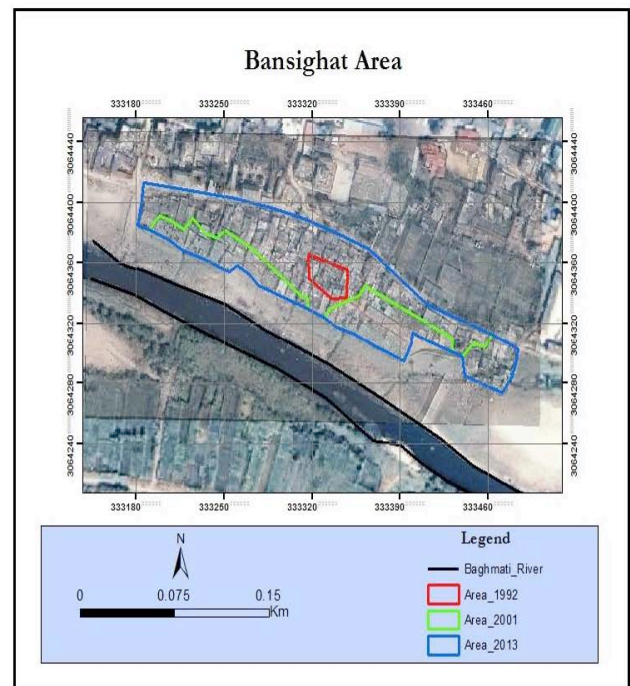 Bansighat Area
333180 333250 333320 333390 333460
3064440 3064440
3064400 3064400
3064360 3064360
3064320 3064320
3064280 3064280
3064240 3064240
333180 333250 333320 333390 333460
N
0 0.075 0.15
Km
Legend
Baghmati_River
Area_1992
Area_2001
Area_2013